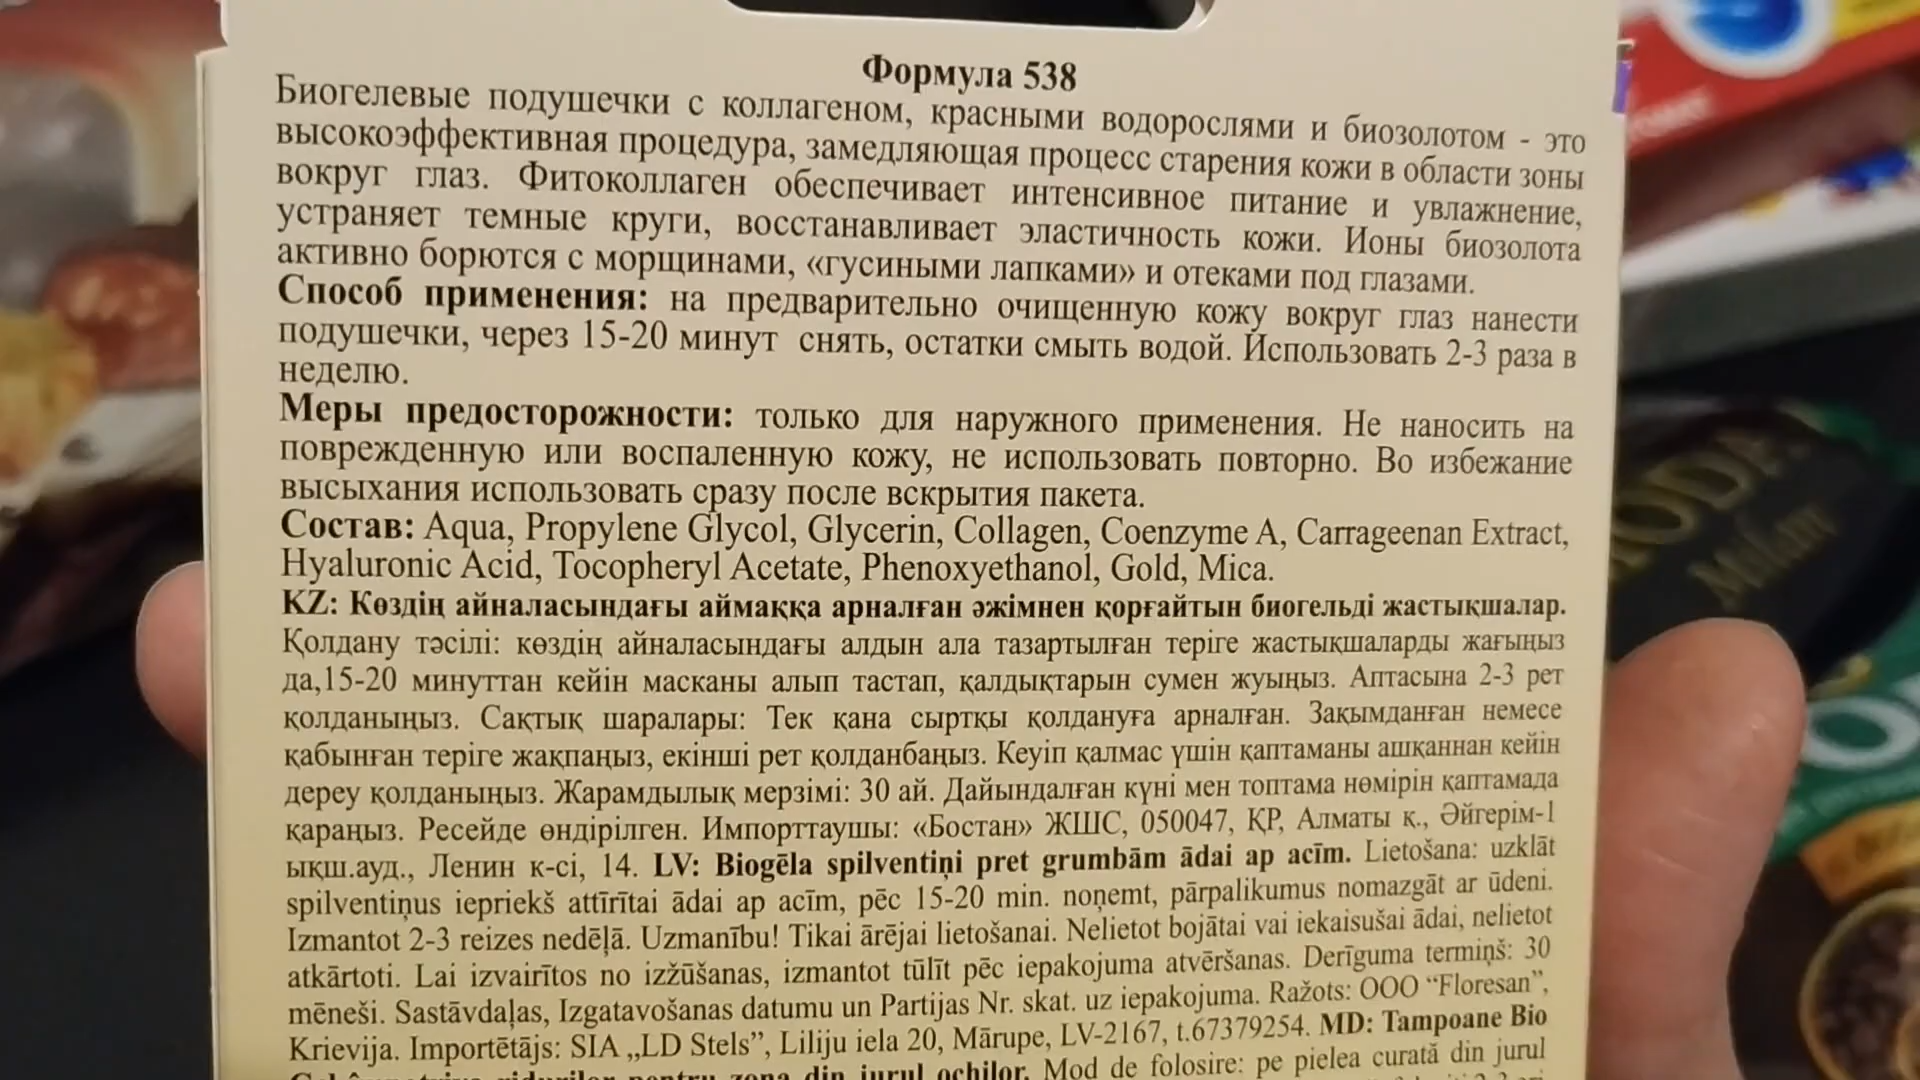 Формула 538
Биогелевые подушечки с коллагеном, красными водорослями и биозолотом - это
высокоэффективная процедура, замедляющая процесс старения кожи в области зоны
вокруг глаз. Фитоколлаген обеспечивает интенсивное питание и увлажнение,
устраняет темные круги, восстанавливает эластичность кожи. Ионы биозолота
активно борются с морщинами, «гусиными лапками» и отеками под глазами.
Способ применения: на предварительно очищенную кожу вокруг глаз нанести
подушечки, через 15-20 минут снять, остатки смыть водой. Использовать 2-3 раза в
неделю.
Меры предосторожности: только для наружного применения. Не наносить на
поврежденную или воспаленную кожу, не использовать повторно. Во избежание
высыхания использовать сразу после вскрытия пакета.
Состав: Aqua, Propylene Glycol, Glycerin, Collagen, Coenzyme A, Carrageenan Extract,
Hyaluronic Acid, Tocopheryl Acetate, Phenoxyethanol, Gold, Mica.
KZ: Көздің айналасындағы аймаққа арналған әжімнен қорғайтын биогельді жастықшалар.
Қолдану тәсілі: көздің айналасындағы алдын ала тазартылған теріге жастықшаларды жағыңыз
да,15-20 минуттан кейін масканы алып тастап, қалдықтарын сумен жуыңыз. Аптасына 2-3 рет
қолданыңыз. Сақтық шаралары: Тек қана сыртқы қолдануға арналған. Зақымданған немесе
қабынған теріге жақпаңыз, екінші рет қолданбаңыз. Кеуіп қалмас үшін қаптаманы ашқаннан кейін
дереу қолданыңыз. Жарамдылық мерзімі: 30 ай. Дайындалған күні мен топтама нөмірін қаптамада
қараңыз. Ресейде өндірілген. Импорттаушы: «Бостан» ЖШС, 050047, ҚР, Алматы қ., Әйгерім-1
ықш.ауд., Ленин к-сі, 14. LV: Biogēla spilventiņi pret grumbām ādai ap acīm. Lietošana: uzklāt
spilventiņus iepriekš attīrītai ādai ap acīm, pēc 15-20 min. noņemt, pārpalikumus nomazgāt ar ūdeni.
Izmantot 2-3 reizes nedēļā. Uzmanību! Tikai ārējai lietošanai. Nelietot bojātai vai iekaisušai ādai, nelietot
atkārtoti. Lai izvairītos no izžūšanas, izmantot tūlīt pēc iepakojuma atvēršanas. Derīguma termiņš: 30
mēneši. Sastāvdaļas, Izgatavošanas datumu un Partijas Nr. skat. uz iepakojuma. Ražots: OOO “Floresan”,
Krievija. Importētājs: SIA „LD Stels”, Liliju iela 20, Mārupe, LV-2167, t.67379254. MD: Tampoane Bio
pentru zona din jurul ochilor. Mod de folosire: pe pielea curată din jurul